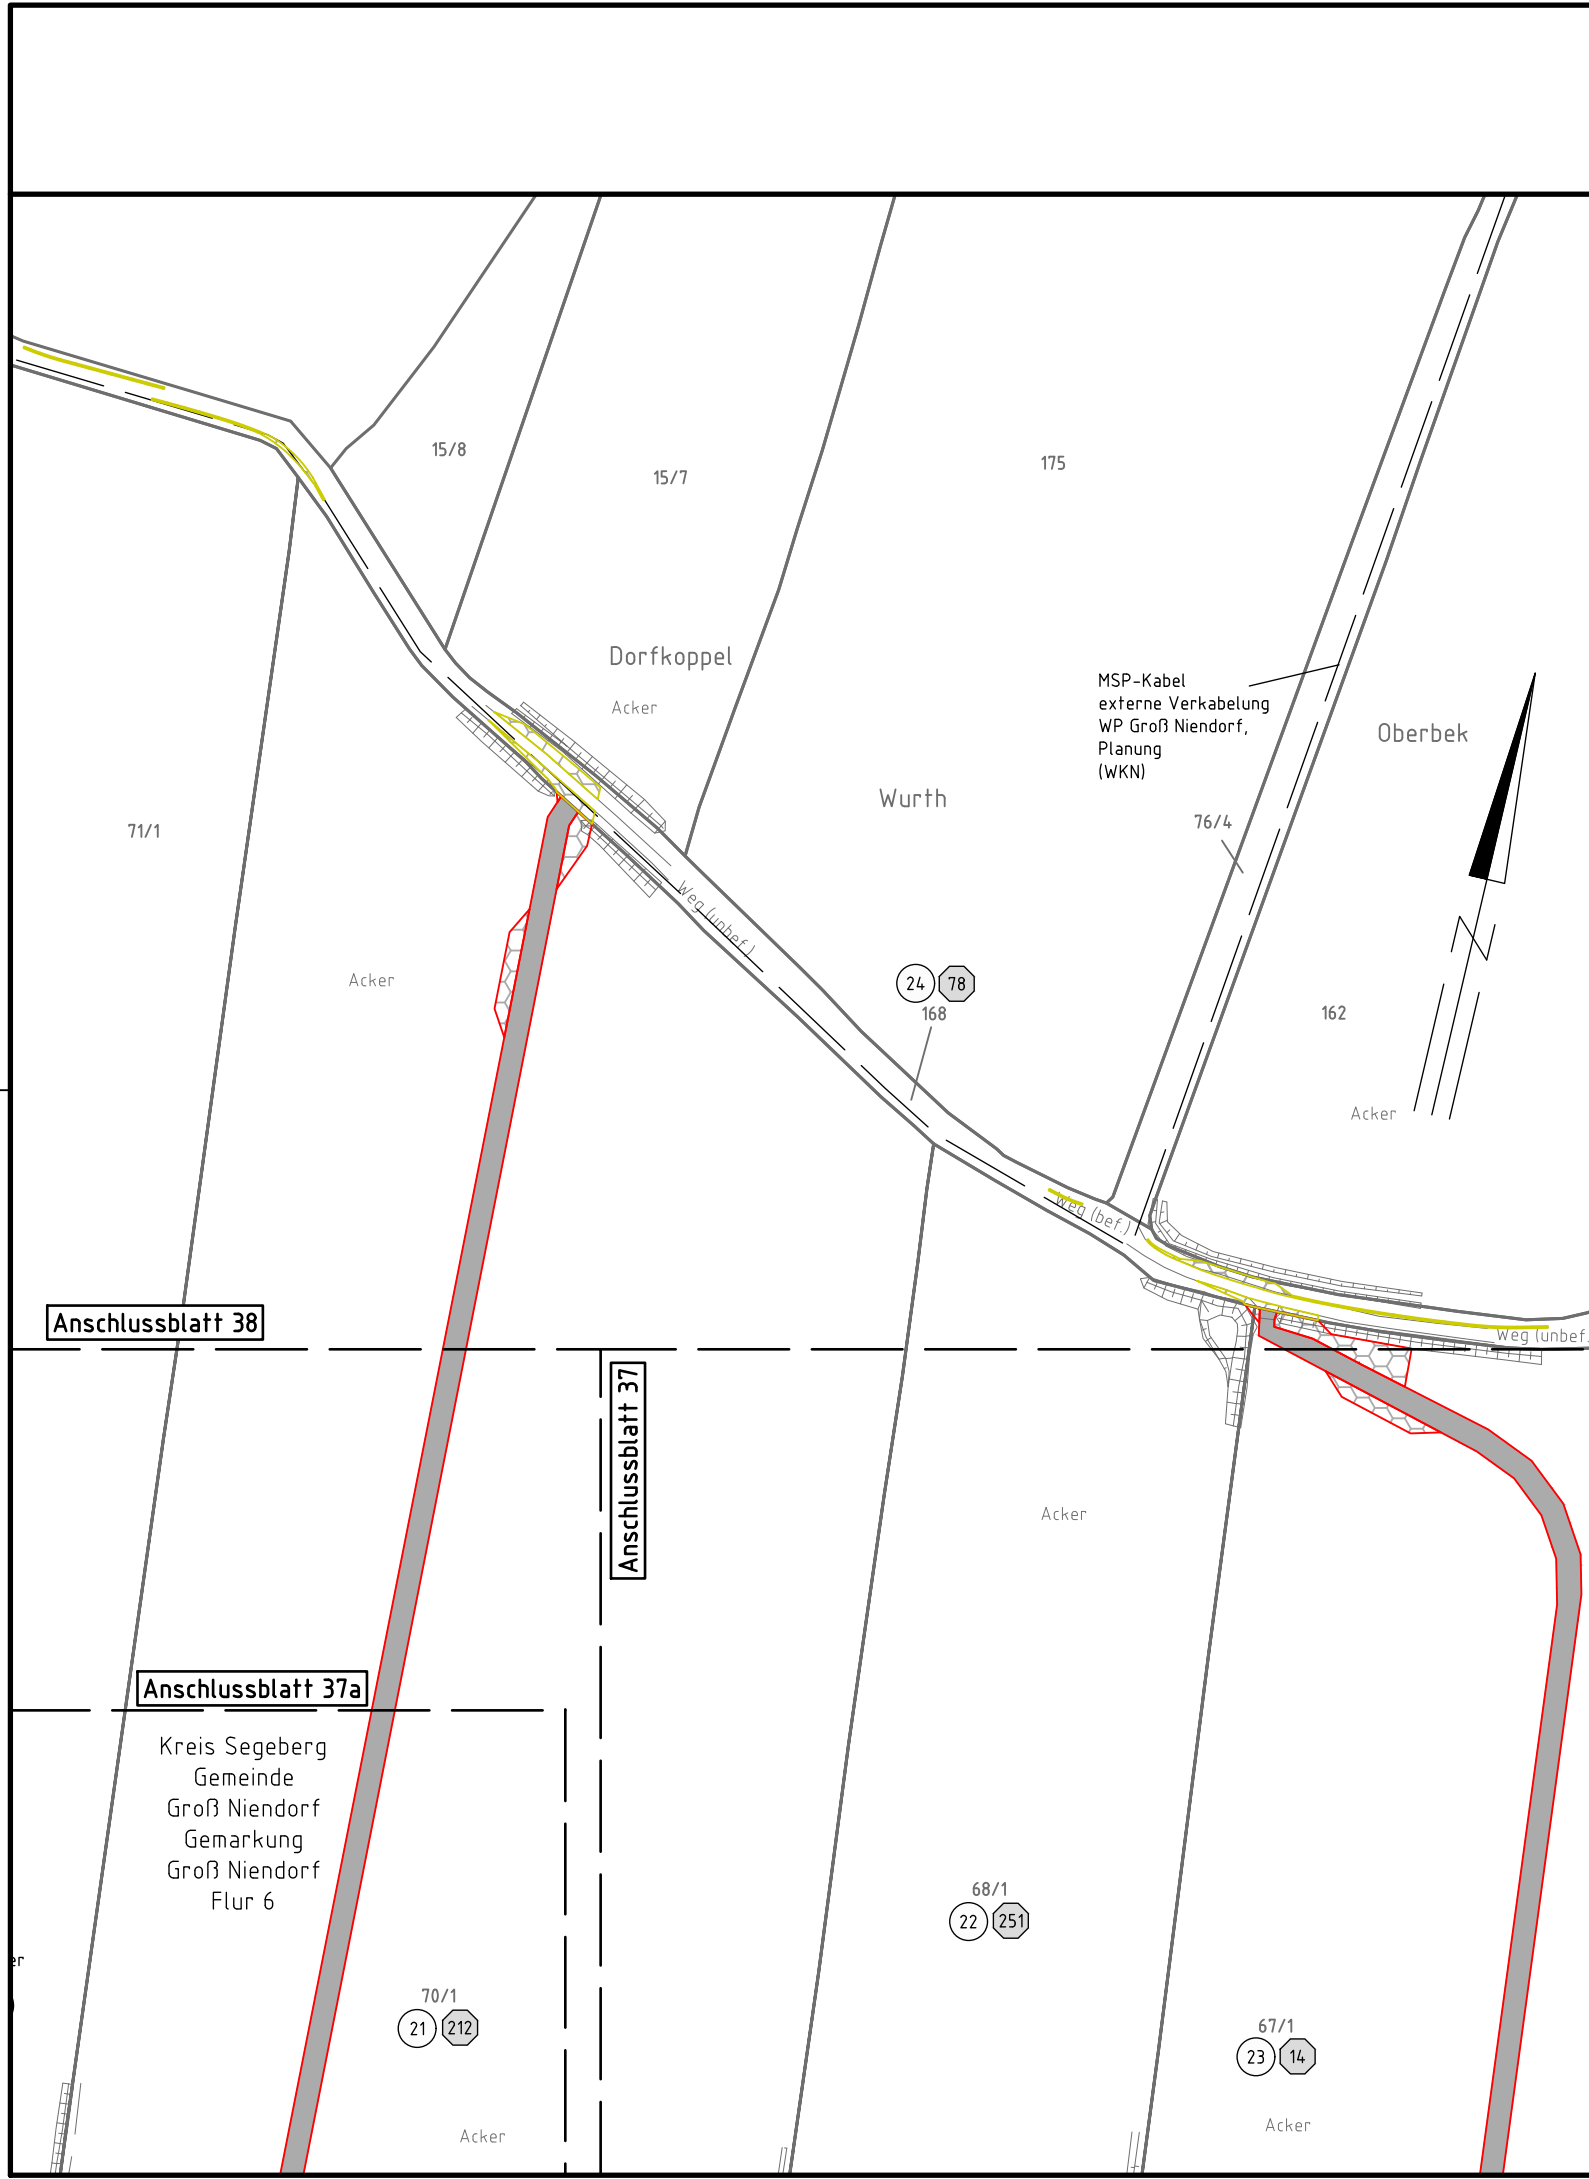 15/8
15/7
175
Dorfkoppel
Acker
MSP-Kabel
externe Verkabelung
WP Groß Niendorf,
Planung
(WKN)
Oberbek
Wurth
76/4
71/1
Weg (unbef.)
Acker
24 78
168
162
Acker
Weg (bef.)
Anschlussblatt 38
Weg (unbef.
Anschlussblatt 37
Acker
Anschlussblatt 37a
Kreis Segeberg
Gemeinde
Groß Niendorf
Gemarkung
Groß Niendorf
Flur 6
68/1
22 251
er
70/1
21 212
67/1
23 14
Acker
Acker